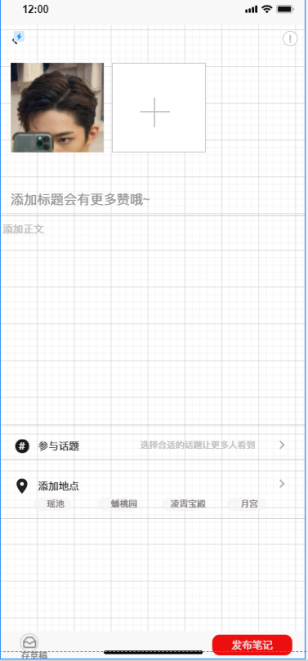 12:00
添加标题会有更多赞哦~
添加正文
参与话题 选择合适的话题让更多人看到
添加地点
瑶池 蟠桃园 凌霄宝殿 月宫
存草稿 发布笔记